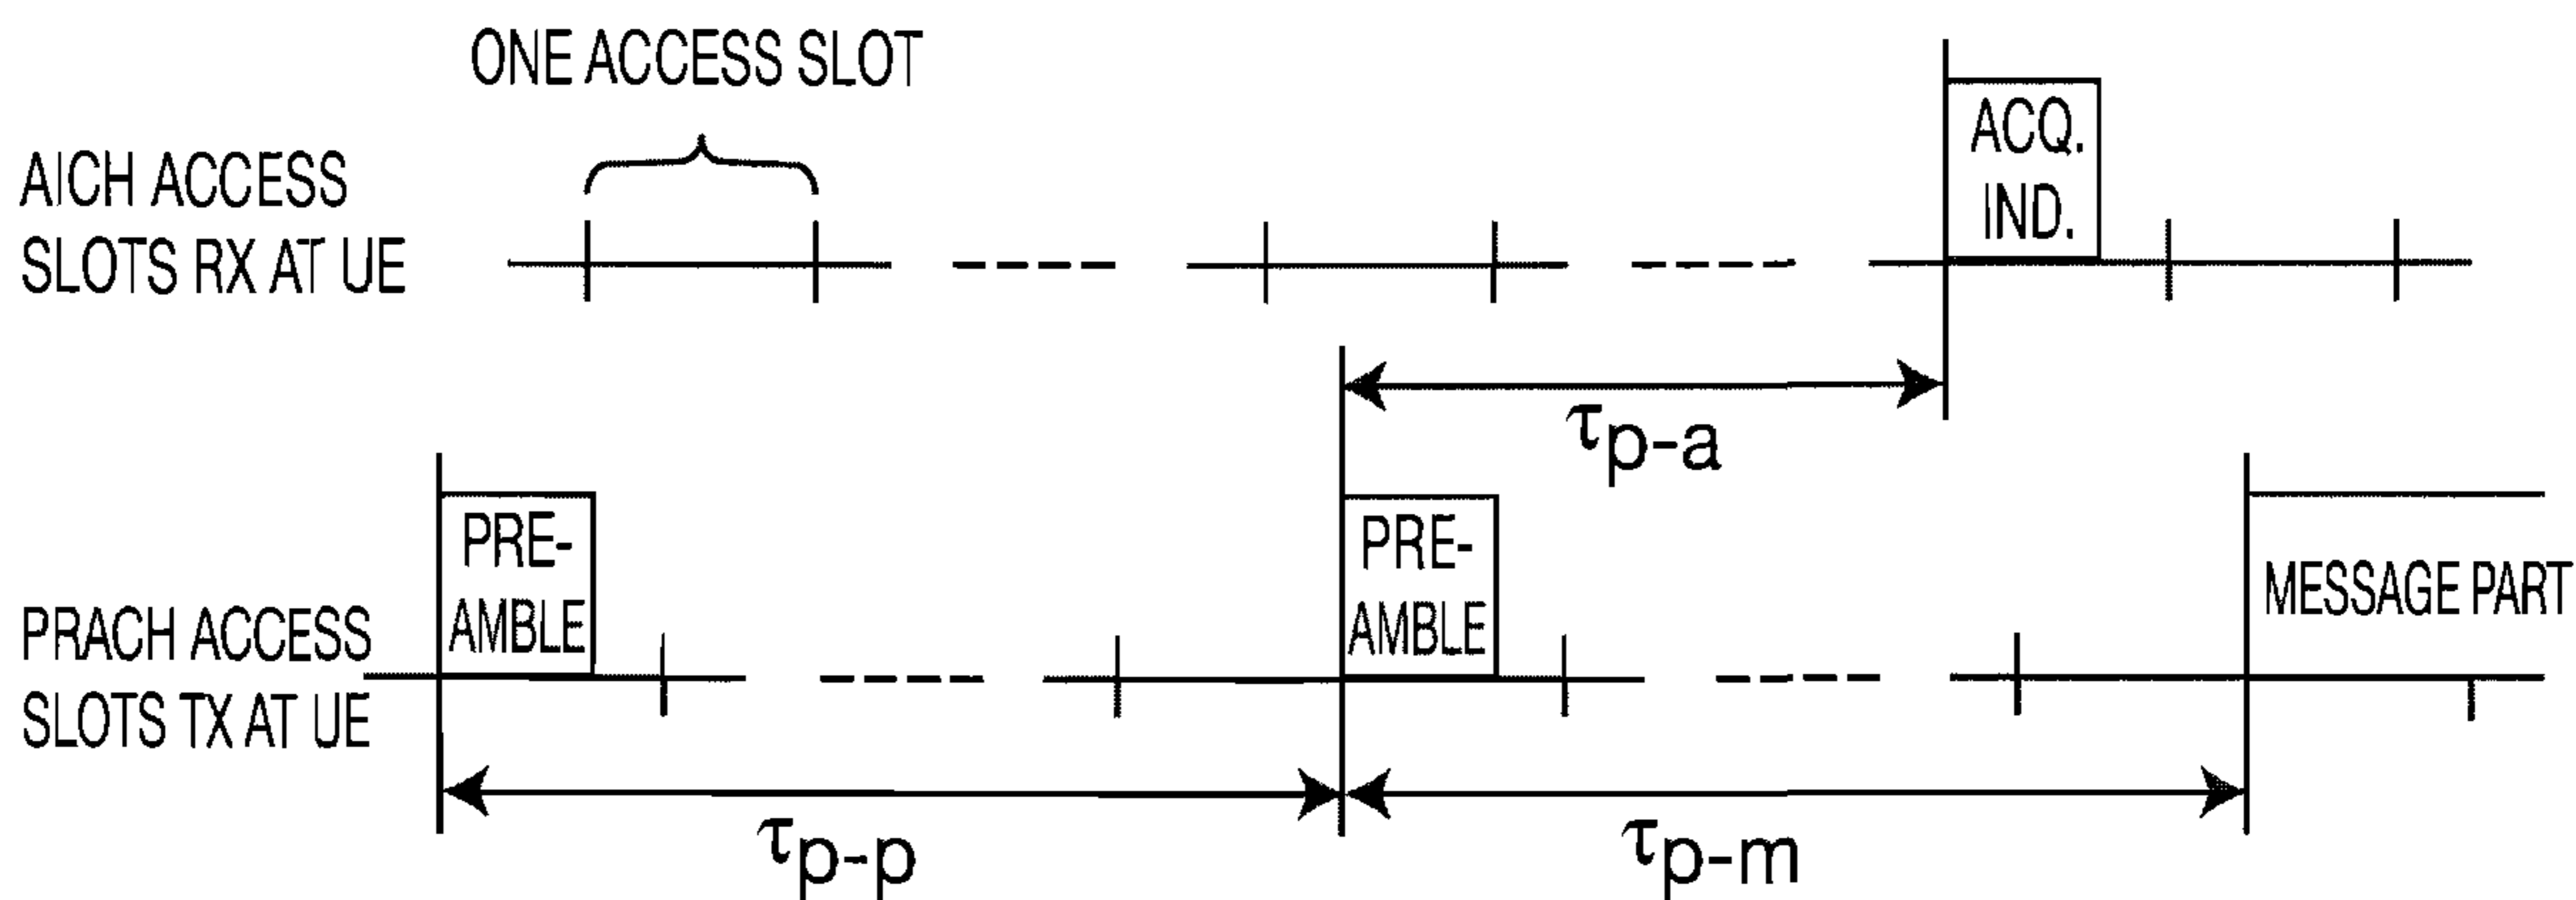 ONE ACCESS SLOT
AICH ACCESS
SLOTS RX AT UE
ACQ.
IND.
τp-a
PRE-
AMBLE
PRE-
AMBLE
MESSAGE PART
PRACH ACCESS
SLOTS TX AT UE
τp-p
τp-m